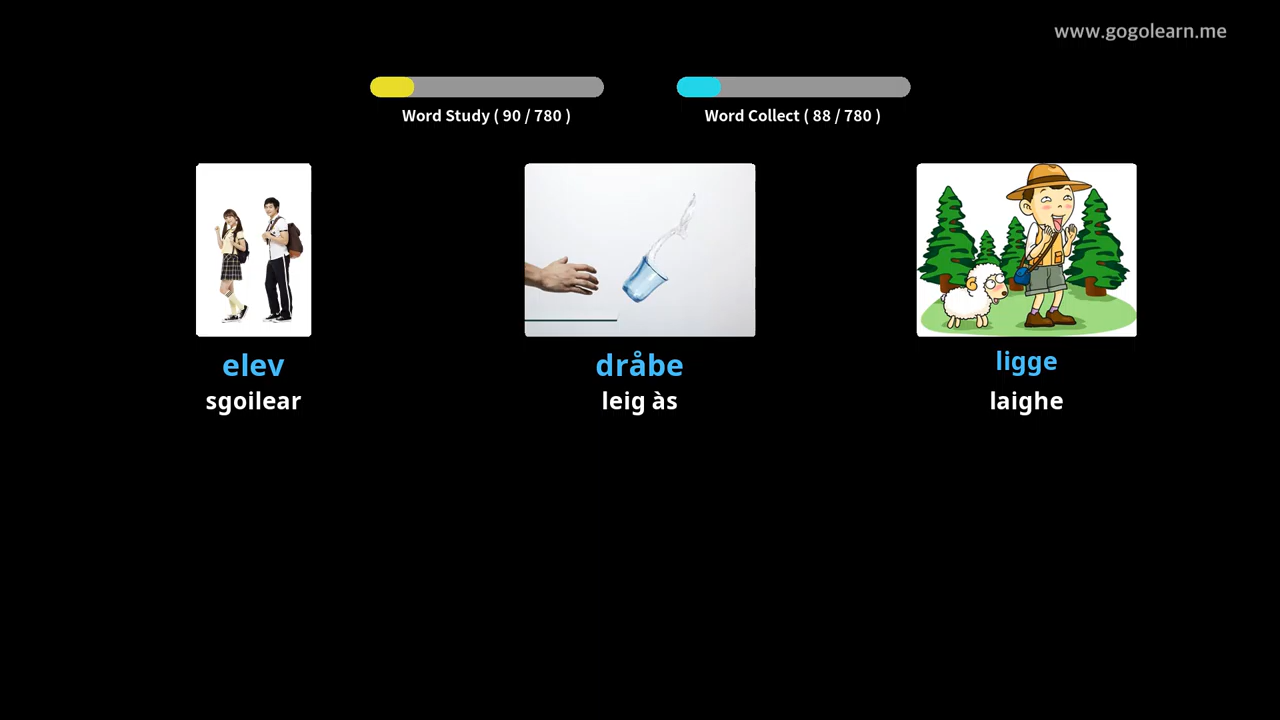 www.gogolearn.me
Word Study ( 90 / 780 )
Word Collect ( 88 / 780 )
elev
sgoilear
dråbe
leig às
ligge
laighe